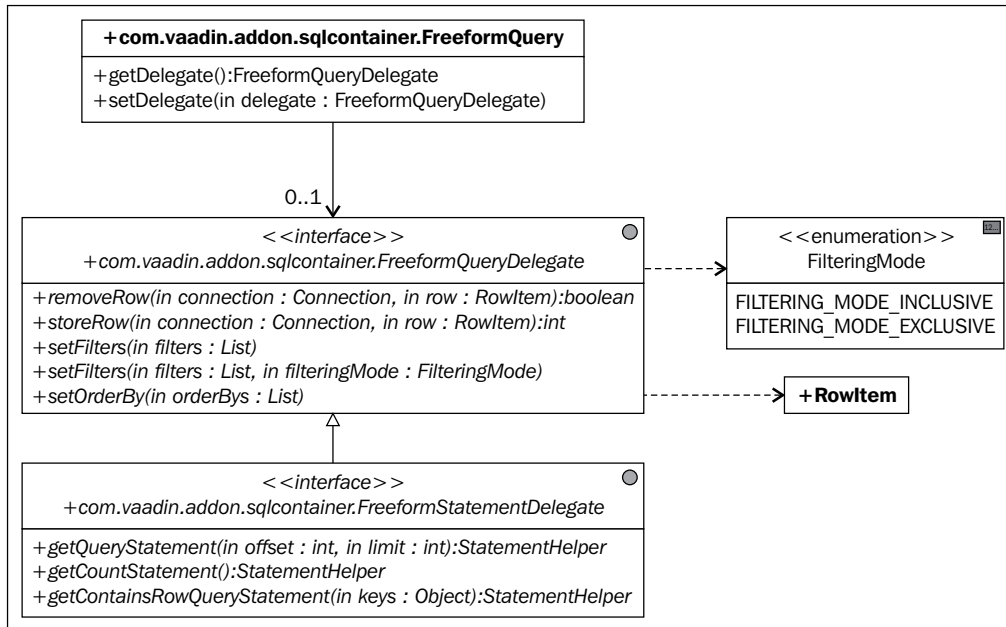 +com.vaadin.addon.sqlcontainer.FreeformQuery
+getDelegate():FreeformQueryDelegate
+setDelegate(in delegate : FreeformQueryDelegate)
0..1
<<interface>>
+com.vaadin.addon.sqlcontainer.FreeformQueryDelegate
+removeRow(in connection : Connection, in row : RowItem):boolean
+storeRow(in connection : Connection, in row : RowItem):int
+setFilters(in filters : List)
+setFilters(in filters : List, in filteringMode : FilteringMode)
+setOrderBy(in orderBys : List)
12...
<<enumeration>>
FilteringMode
FILTERING_MODE_INCLUSIVE
FILTERING_MODE_EXCLUSIVE
+RowItem
<<interface>>
+com.vaadin.addon.sqlcontainer.FreeformStatementDelegate
+getQueryStatement(in offset : int, in limit : int):StatementHelper
+getCountStatement():StatementHelper
+getContainsRowQueryStatement(in keys : Object):StatementHelper